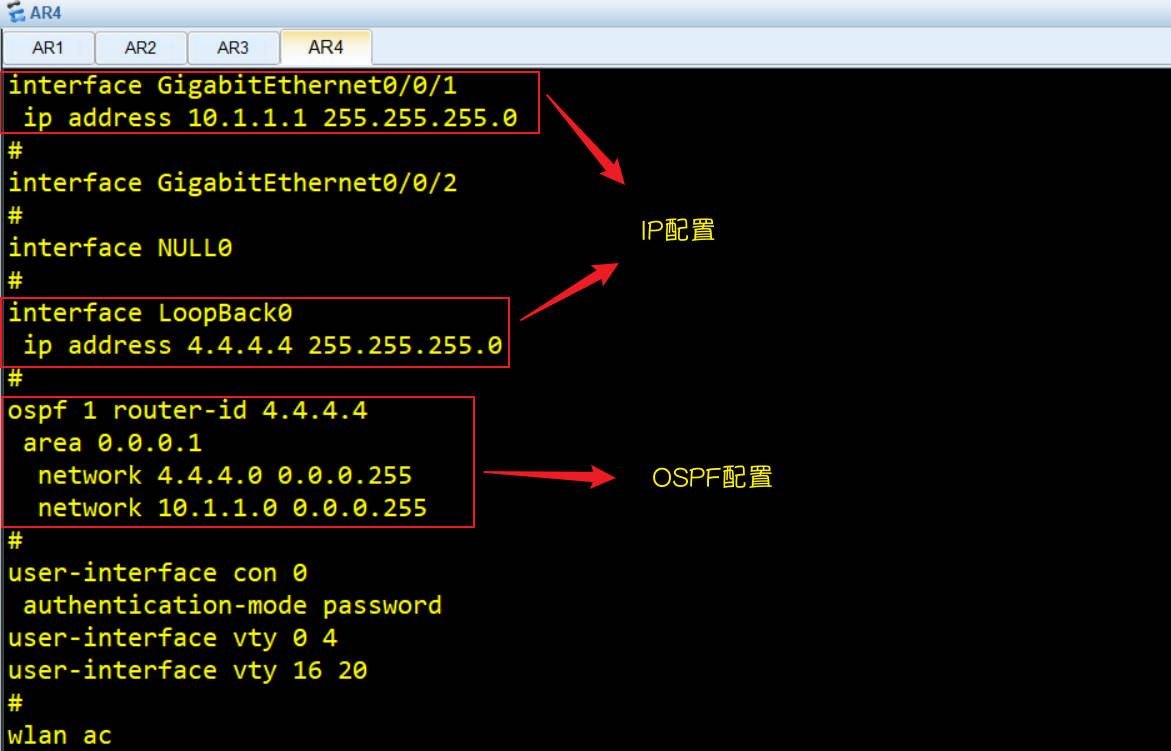 AR4
AR1 AR2 AR3 AR4
interface GigabitEthernet0/0/1
ip address 10.1.1.1 255.255.255.0
#
interface GigabitEthernet0/0/2
#
IP配置
interface NULL0
#
interface LoopBack0
ip address 4.4.4.4 255.255.255.0
#
ospf 1 router-id 4.4.4.4
area 0.0.0.1
network 4.4.4.0 0.0.0.255
OSPF配置
network 10.1.1.0 0.0.0.255
#
user-interface con 0
authentication-mode password
user-interface vty 0 4
user-interface vty 16 20
#
wlan ac